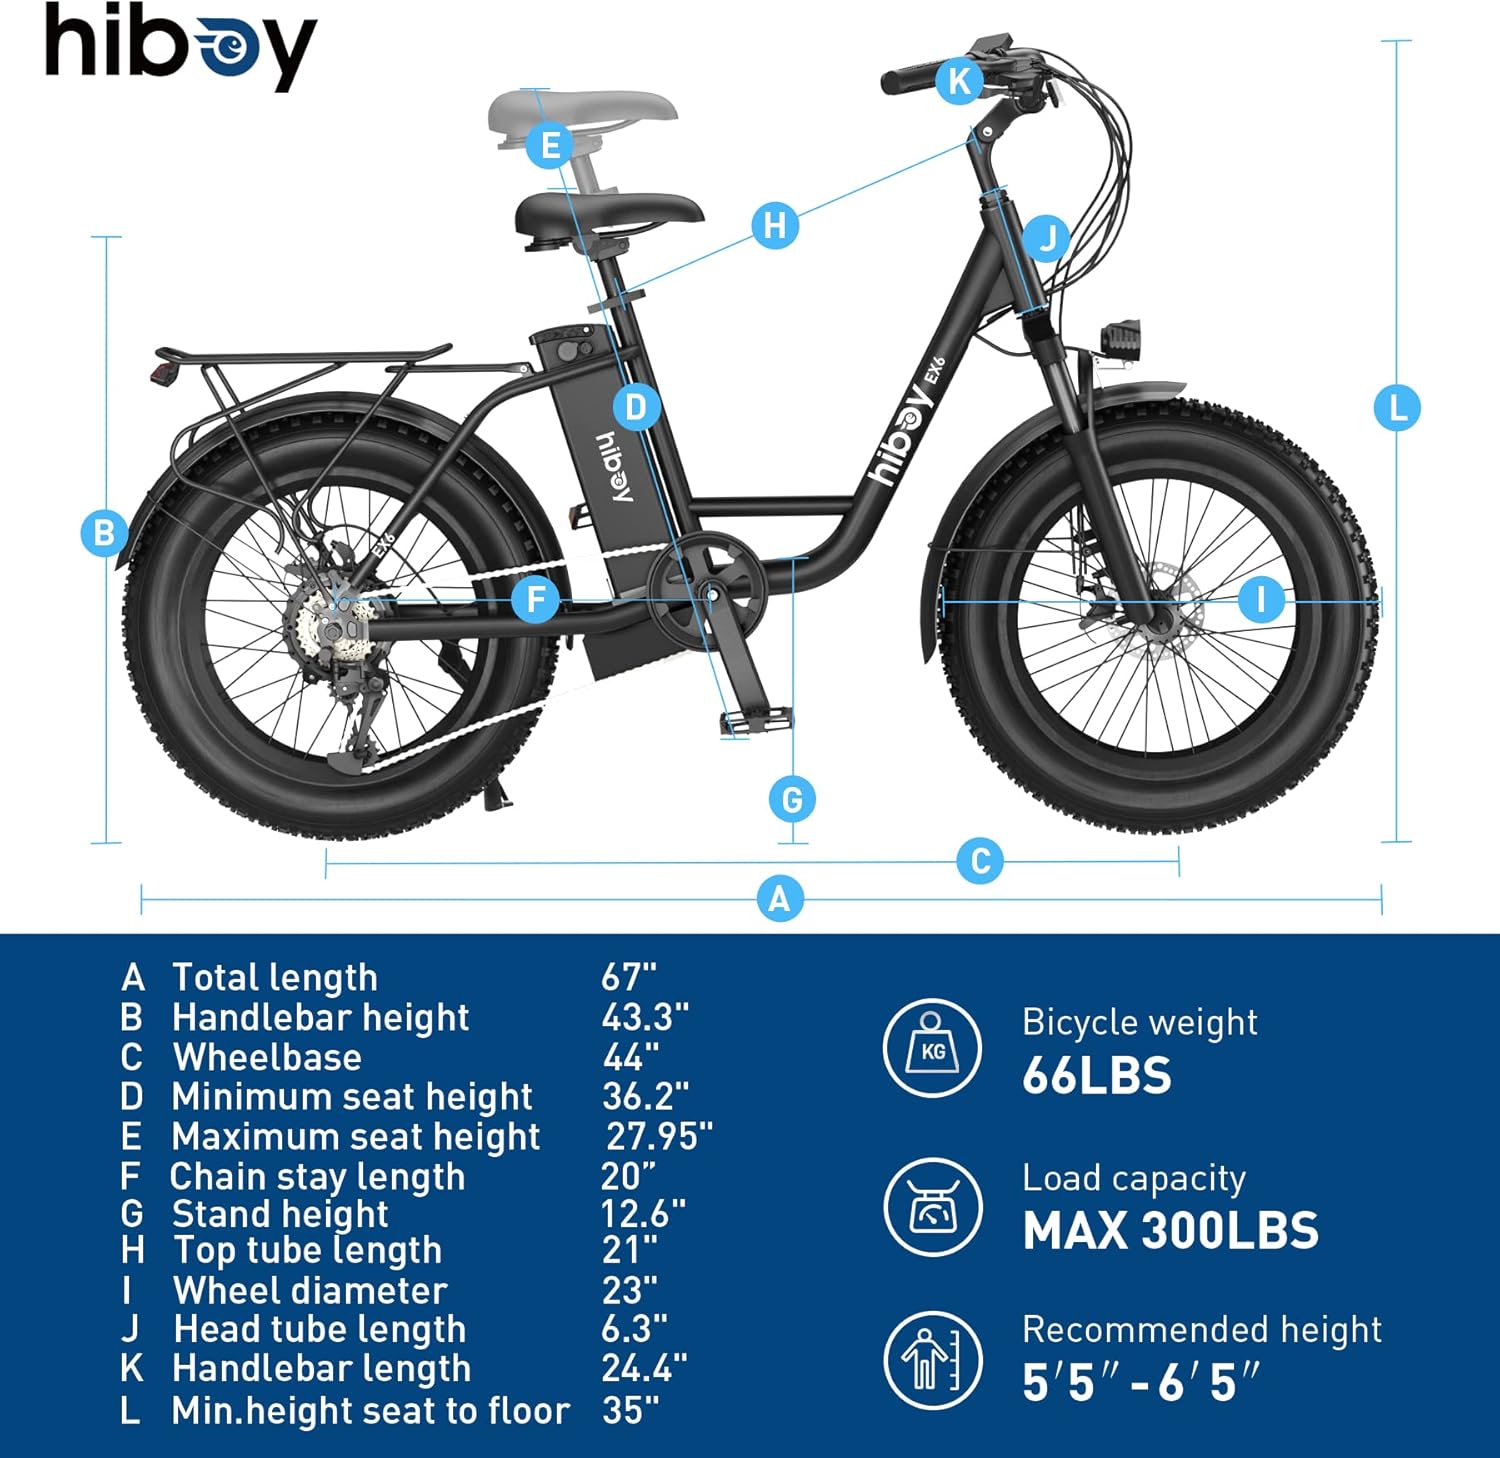 hiboy
K
E
H
J
hiboy EX6
L
D
hiboy
B
EX6
F
I
G
C
A
A Total length 67"
B Handlebar height 43.3"
C Wheelbase 44"
D Minimum seat height 36.2"
E Maximum seat height 27.95"
F Chain stay length 20”
G Stand height 12.6"
H Top tube length 21"
I Wheel diameter 23"
J Head tube length 6.3"
K Handlebar length 24.4"
L Min.height seat to floor 35"
KG
Bicycle weight
66LBS
Load capacity
MAX 300LBS
Recommended height
5′5″-6′5″